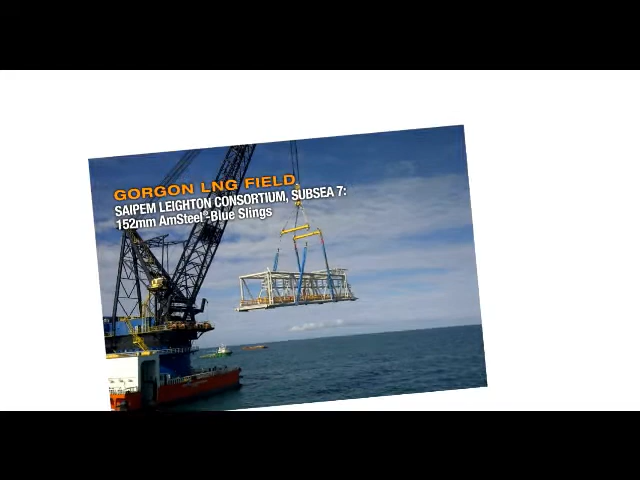 GORGON LNG FIELD
SAIPEM LEIGHTON CONSORTIUM, SUBSEA 7:
152mm AmSteel®-Blue Slings